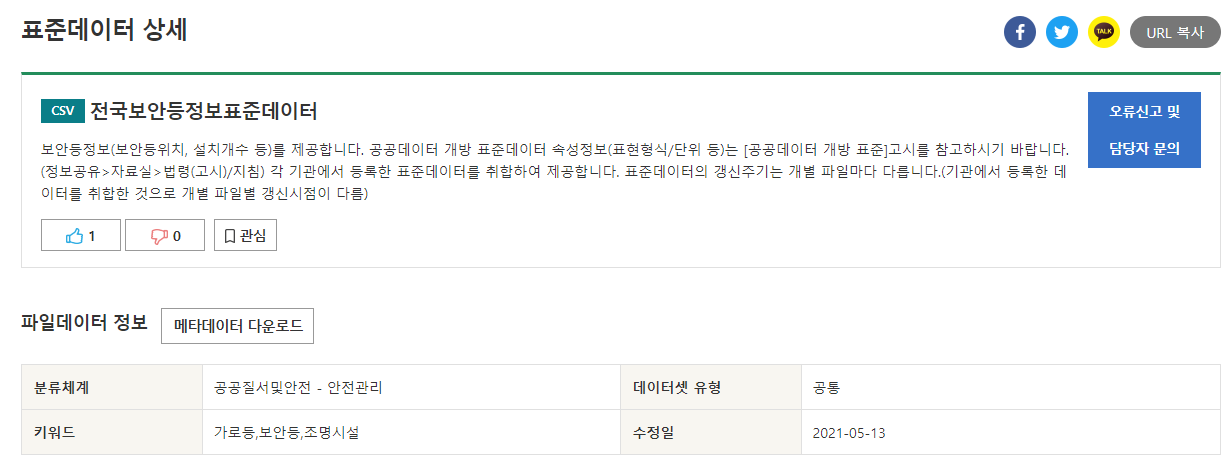 표준데이터 상세
TALK
URL 복사
CSV 전국보안등정보표준데이터
오류신고 및
담당자 문의
보안등정보(보안등위치, 설치개수 등)를 제공합니다. 공공데이터 개방 표준데이터 속성정보(표현형식/단위 등)는 [공공데이터 개방 표준]고시를 참고하시기 바랍니다.
(정보공유>자료실>법령(고시)/지침) 각 기관에서 등록한 표준데이터를 취합하여 제공합니다. 표준데이터의 갱신주기는 개별 파일마다 다릅니다.(기관에서 등록한 데
이터를 취합한 것으로 개별 파일별 갱신시점이 다름)
1 0 관심
파일데이터 정보 메타데이터 다운로드
분류체계 공공질서및안전 - 안전관리 데이터셋 유형 공통
키워드 가로등,보안등,조명시설 수정일 2021-05-13